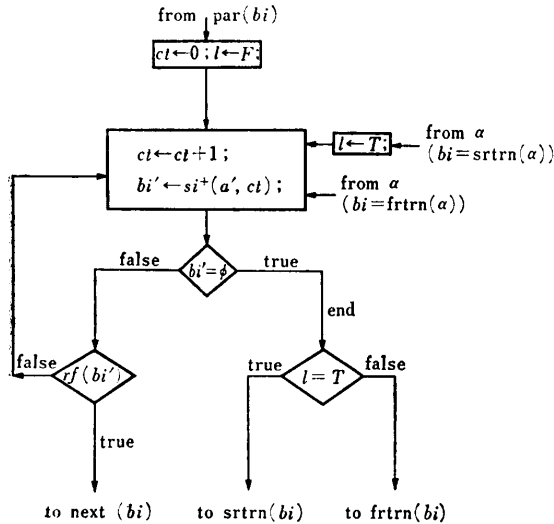 from par(bi)
ct←0;l←F;
ct←ct+1;
bi′←si⁺(a′, ct);
l←T;
from α
(bi=srtrn(α))
from α
(bi=frtrn(α))
false
bi′=ϕ
true
end
false
rf(bi′)
true
l=T
false
true
to next (bi)
to srtrn(bi)
to frtrn(bi)